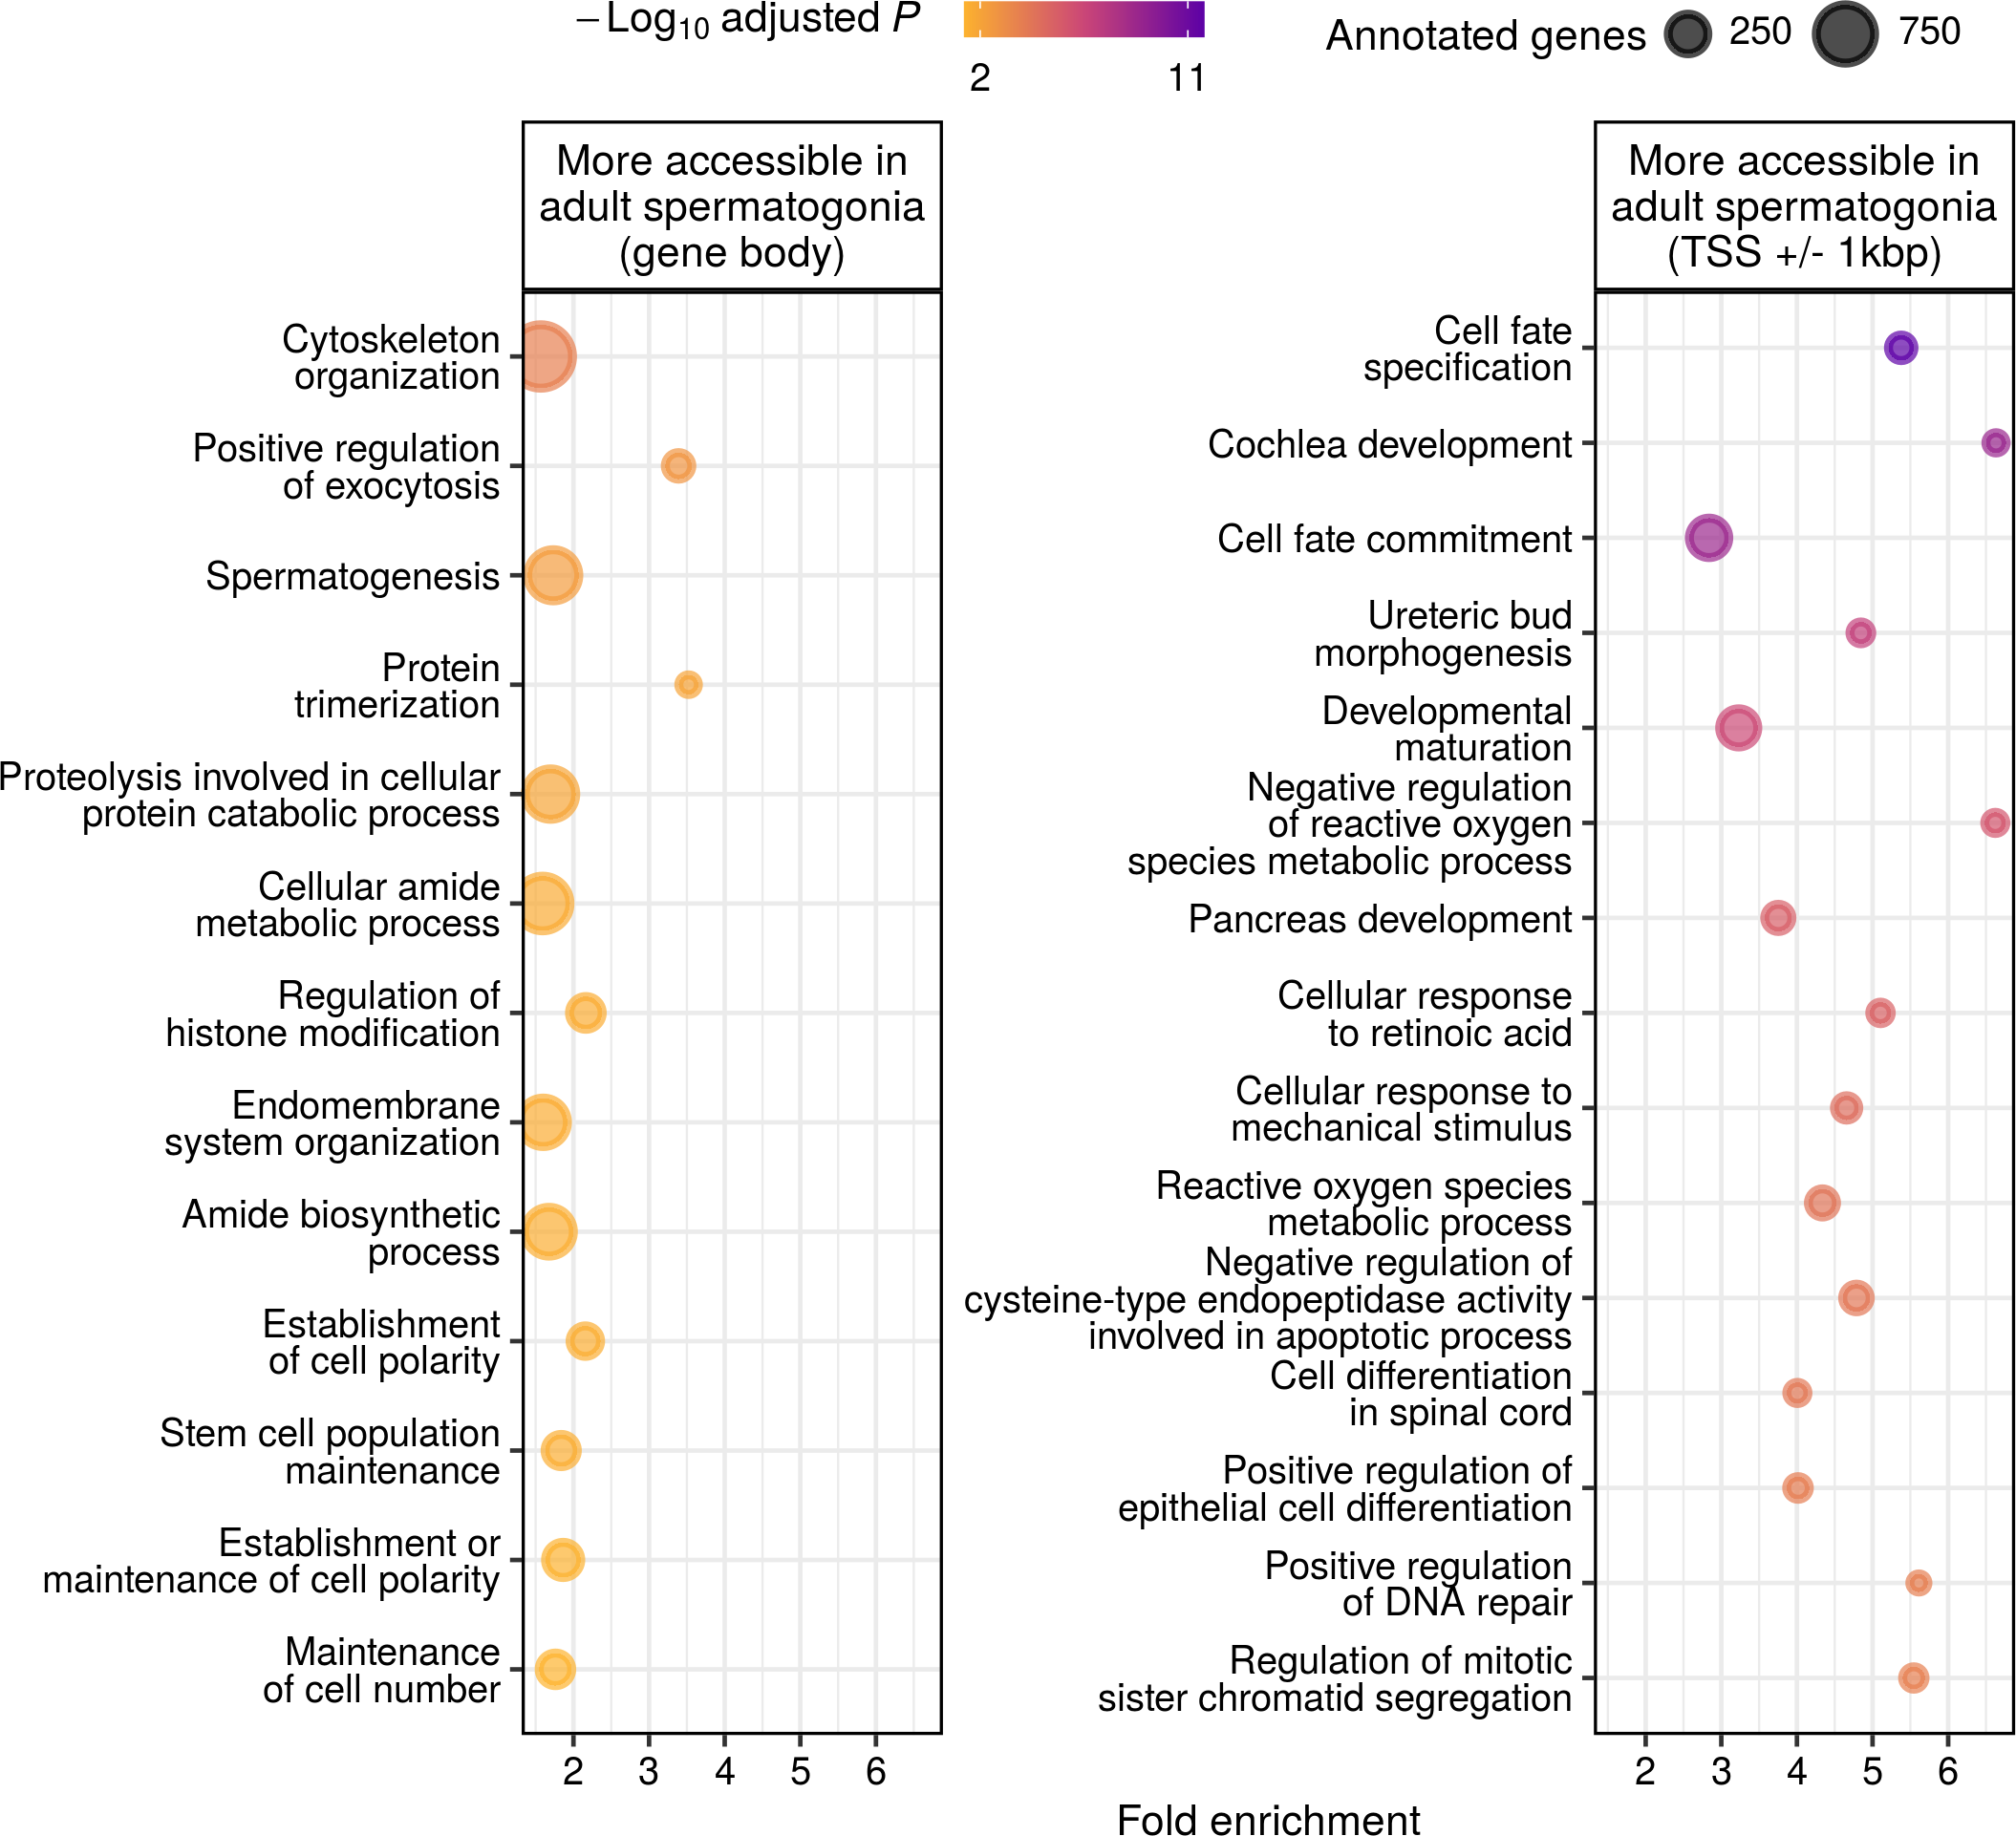 −Log10 adjusted P
2
11
Annotated genes
250
750
More accessible in
adult spermatogonia
(gene body)
Cytoskeleton
organization
Positive regulation
of exocytosis
Spermatogenesis
Protein
trimerization
Proteolysis involved in cellular
protein catabolic process
Cellular amide
metabolic process
Regulation of
histone modification
Endomembrane
system organization
Amide biosynthetic
process
Establishment
of cell polarity
Stem cell population
maintenance
Establishment or
maintenance of cell polarity
Maintenance
of cell number
2 3 4 5 6
More accessible in
adult spermatogonia
(TSS +/- 1kbp)
Cell fate
specification
Cochlea development
Cell fate commitment
Ureteric bud
morphogenesis
Developmental
maturation
Negative regulation
of reactive oxygen
species metabolic process
Pancreas development
Cellular response
to retinoic acid
Cellular response to
mechanical stimulus
Reactive oxygen species
metabolic process
Negative regulation of
cysteine-type endopeptidase activity
involved in apoptotic process
Cell differentiation
in spinal cord
Positive regulation of
epithelial cell differentiation
Positive regulation
of DNA repair
Regulation of mitotic
sister chromatid segregation
2 3 4 5 6
Fold enrichment